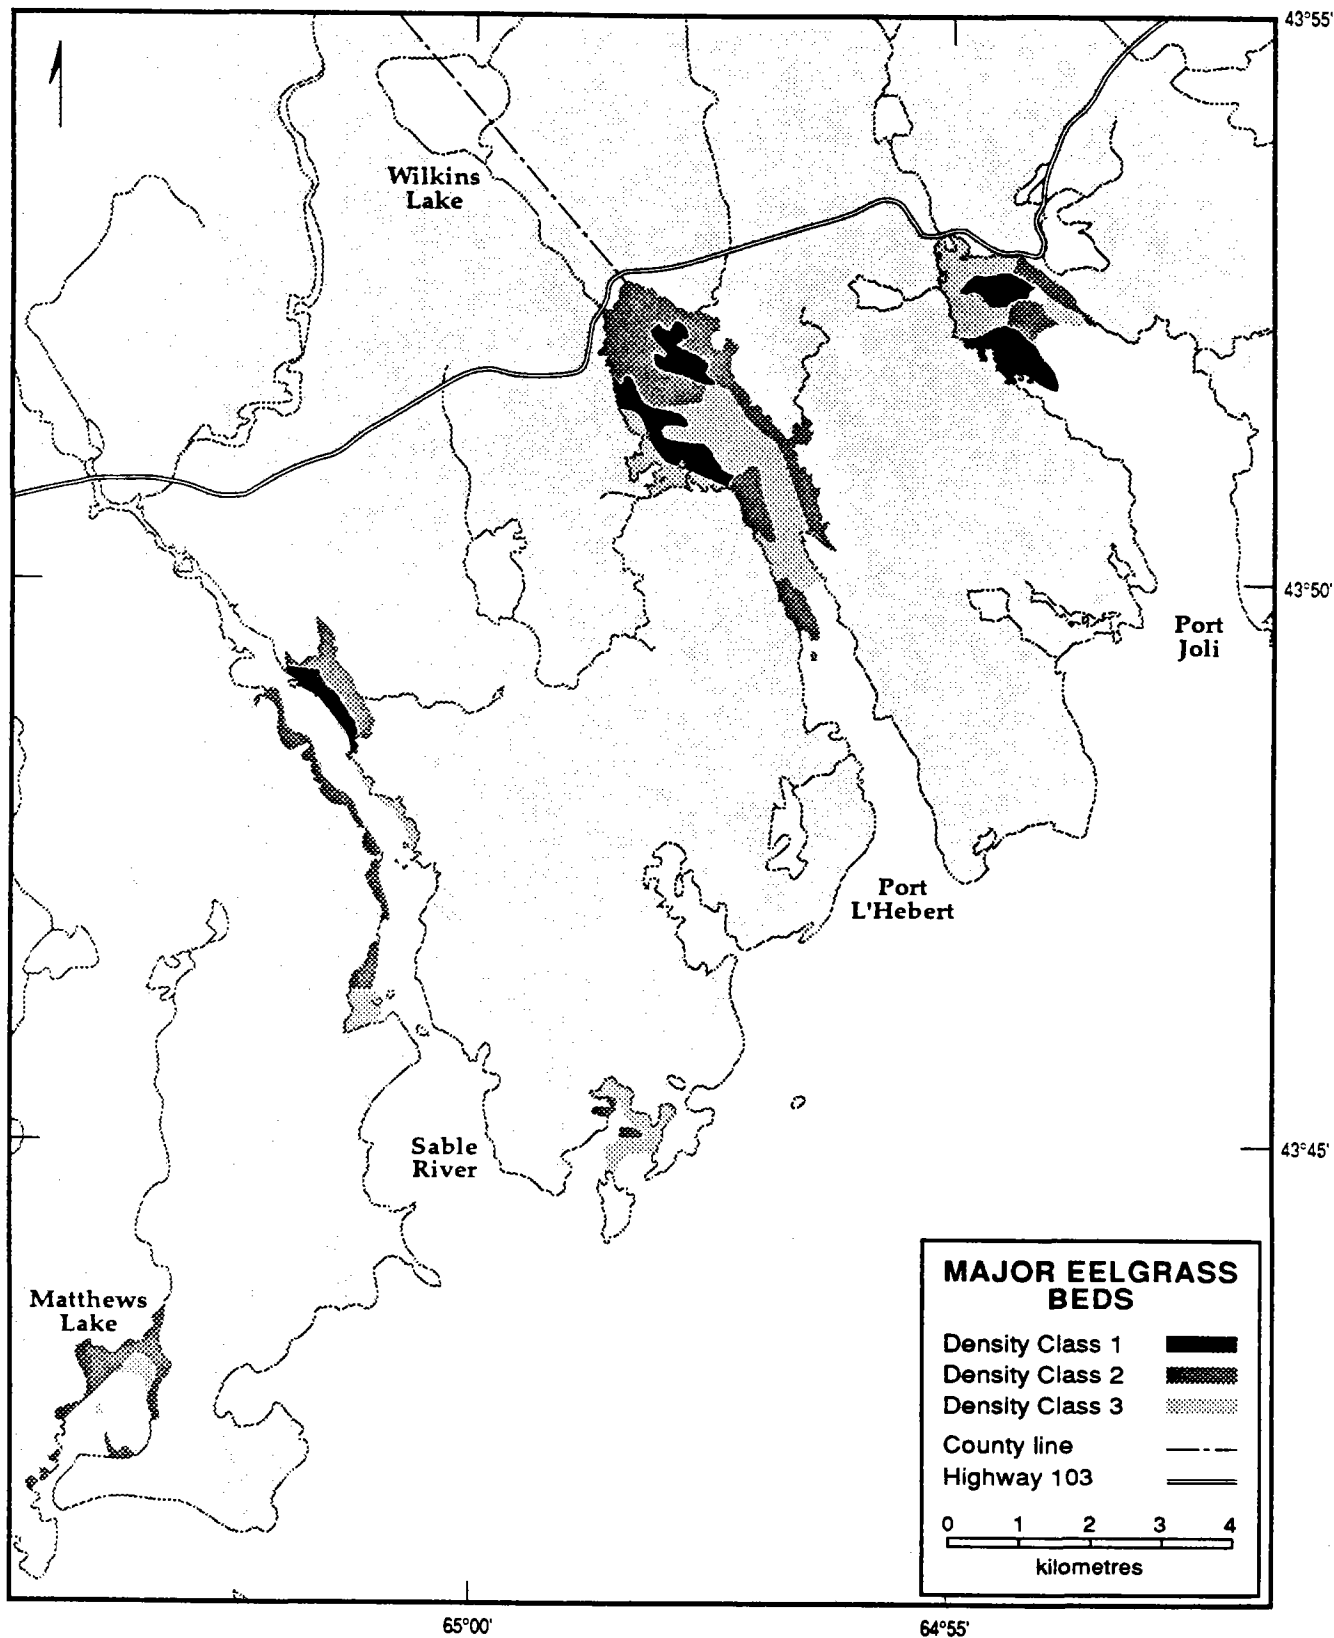 43°55'
Wilkins
Lake
43°50'
Port
Joli
Port
L'Hebert
Sable
River
43°45'
Matthews
Lake
MAJOR EELGRASS
BEDS
Density Class 1
Density Class 2
Density Class 3
County line
Highway 103
0 1 2 3 4
kilometres
65°00' 64°55'